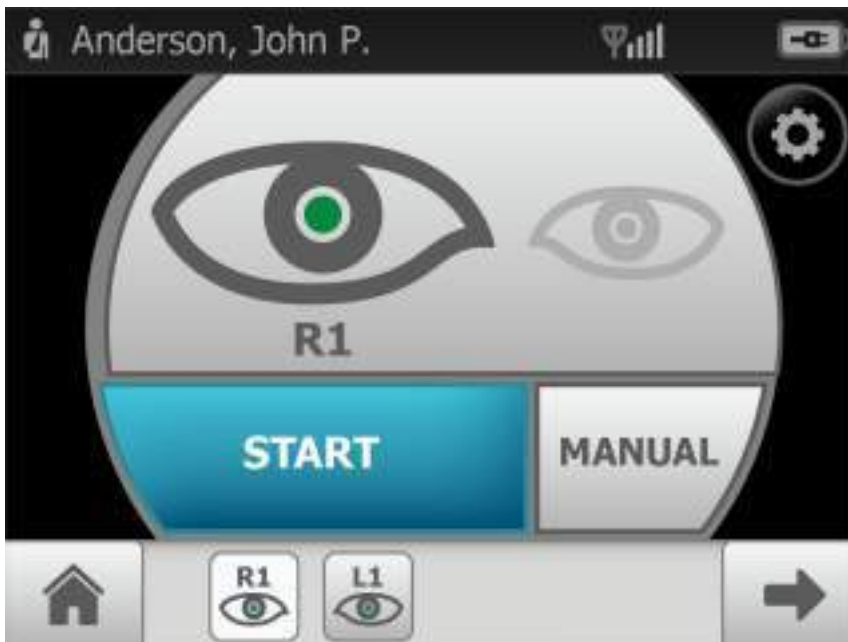 Anderson, John P.
R1
START
MANUAL
R1
L1